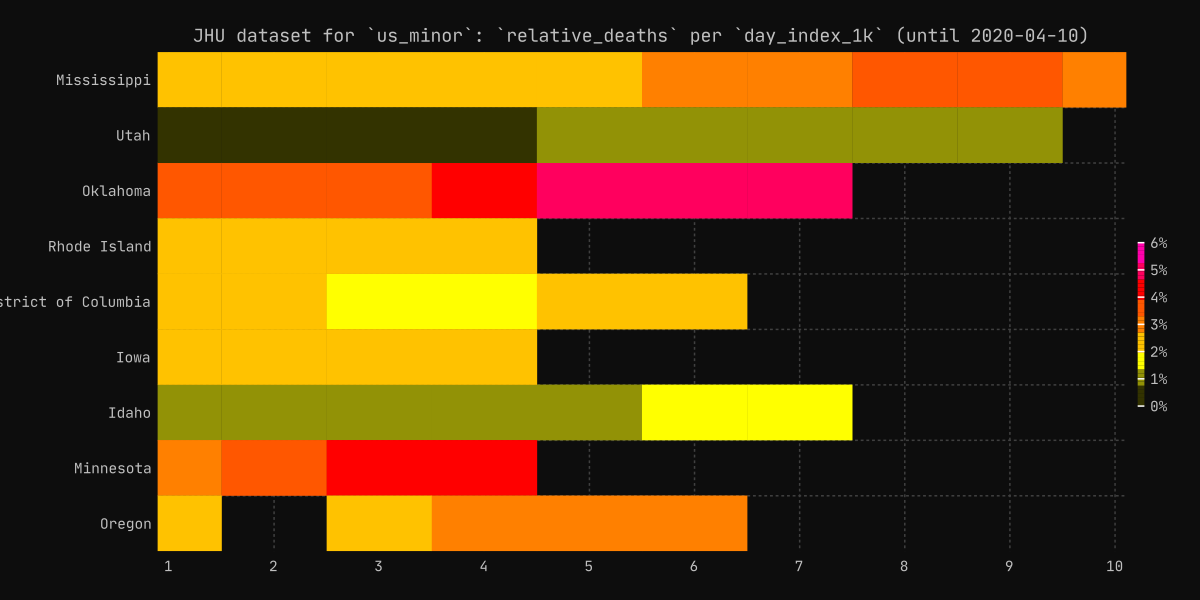 JHU dataset for `us_minor`: `relative_deaths` per `day_index_1k` (until 2020-04-10)
Mississippi
Utah
Oklahoma
Rhode Island
strict of Columbia
Iowa
Idaho
Minnesota
Oregon
1 2 3 4 5 6 7 8 9 10
6%
5%
4%
3%
2%
1%
0%